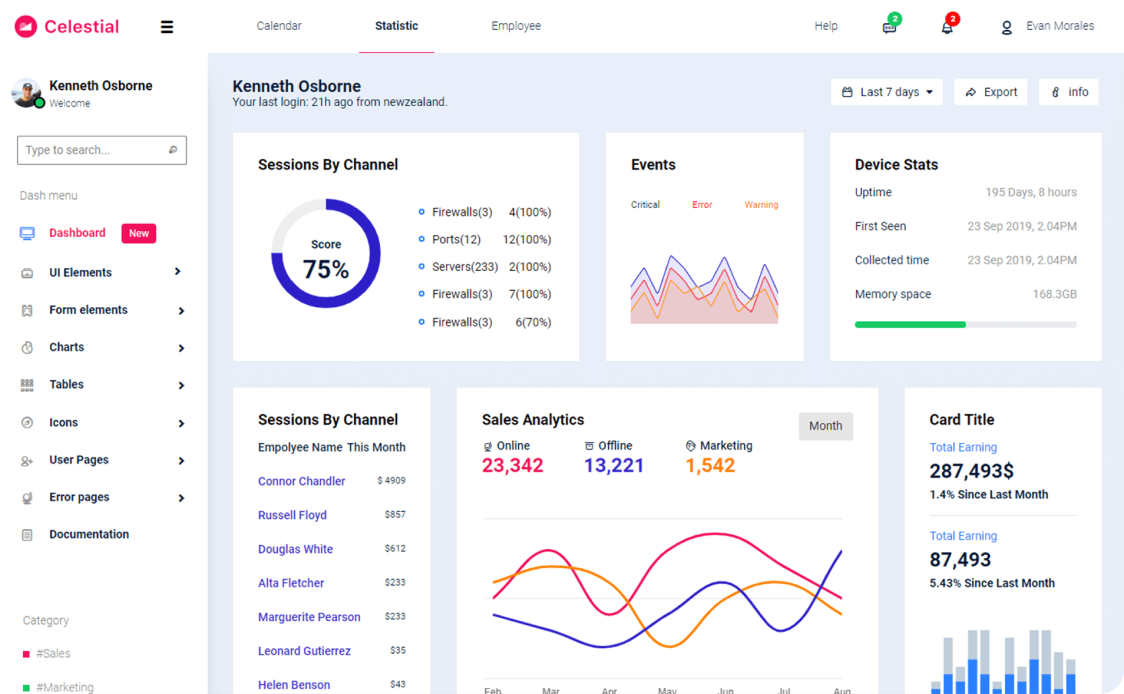 Celestial
Calendar
Statistic
Employee
Help
2
2
Evan Morales
Kenneth Osborne
Welcome
Type to search...
Dash menu
Dashboard
New
UI Elements
Form elements
Charts
Tables
Icons
User Pages
Error pages
Documentation
Category
#Sales
#Marketing
Kenneth Osborne
Your last login: 21h ago from newzealand.
Last 7 days
Export
info
Sessions By Channel
Score
75%
Firewalls(3) 4(100%)
Ports(12) 12(100%)
Servers(233) 2(100%)
Firewalls(3) 7(100%)
Firewalls(3) 6(70%)
Events
Critical Error Warning
Device Stats
Uptime 195 Days, 8 hours
First Seen 23 Sep 2019, 2.04PM
Collected time 23 Sep 2019, 2.04PM
Memory space 168.3GB
Sessions By Channel
Empolyee Name This Month
Connor Chandler $ 4909
Russell Floyd $857
Douglas White $612
Alta Fletcher $233
Marguerite Pearson $233
Leonard Gutierrez $35
Helen Benson $43
Sales Analytics
Month
Online Offline Marketing
23,342 13,221 1,542
Feb Mar Apr May Jun Jul Aug
Card Title
Total Earning
287,493$
1.4% Since Last Month
Total Earning
87,493
5.43% Since Last Month